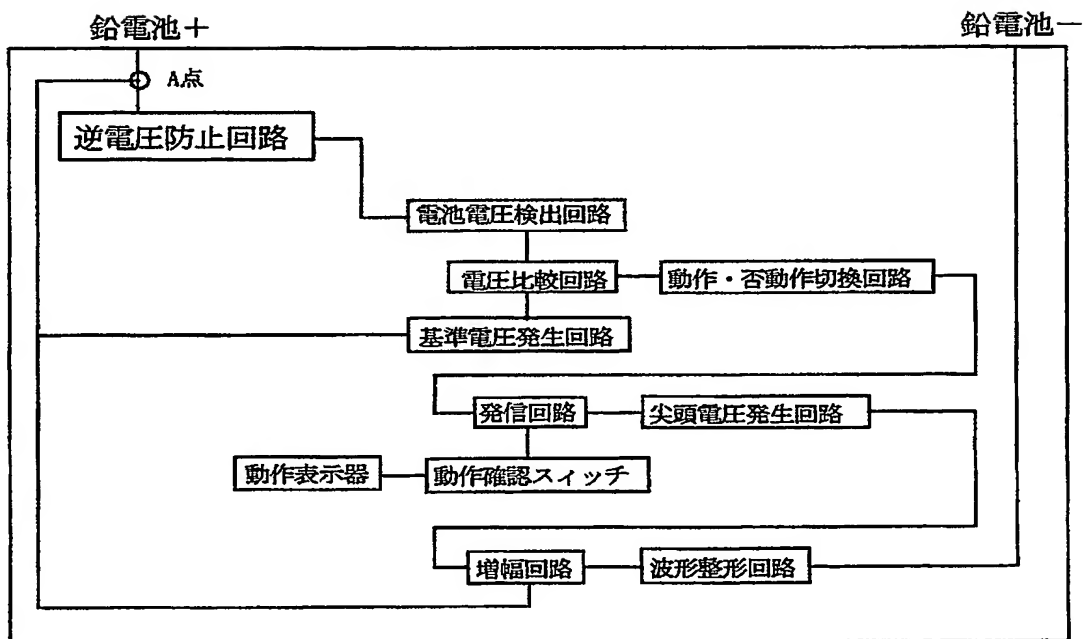 鉛電池＋
鉛電池－
A点
逆電圧防止回路
電池電圧検出回路
電圧比較回路
動作・否動作切換回路
基準電圧発生回路
発信回路
尖頭電圧発生回路
動作表示器
動作確認スィッチ
増幅回路
波形整形回路